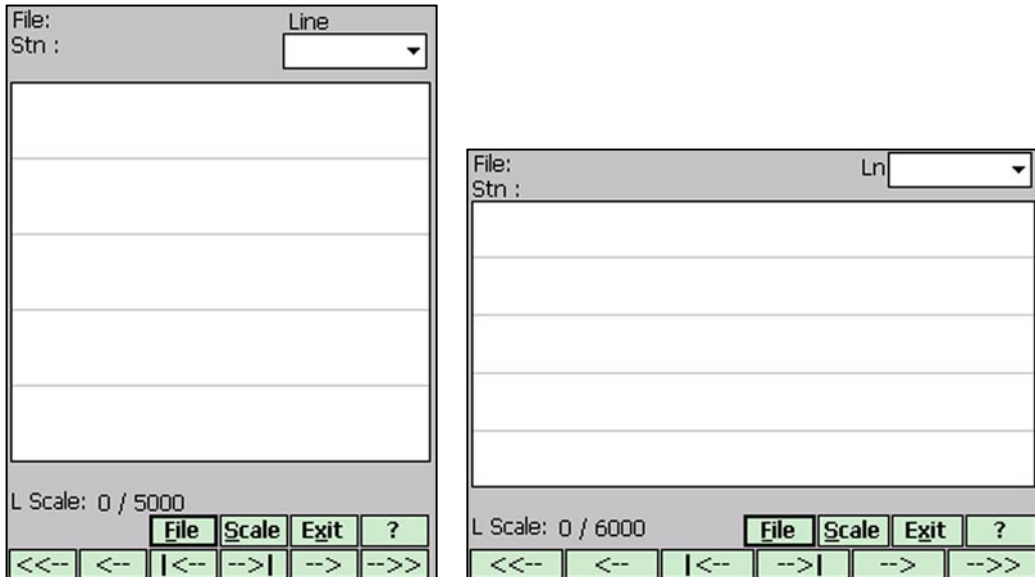 File: Line
Stn :
L Scale: 0 / 5000
File Scale Exit ?
<<-- <-- |<-- -->| --> -->>
File: Ln
Stn :
L Scale: 0 / 6000 File Scale Exit ?
<<-- <-- |<-- -->| --> -->>